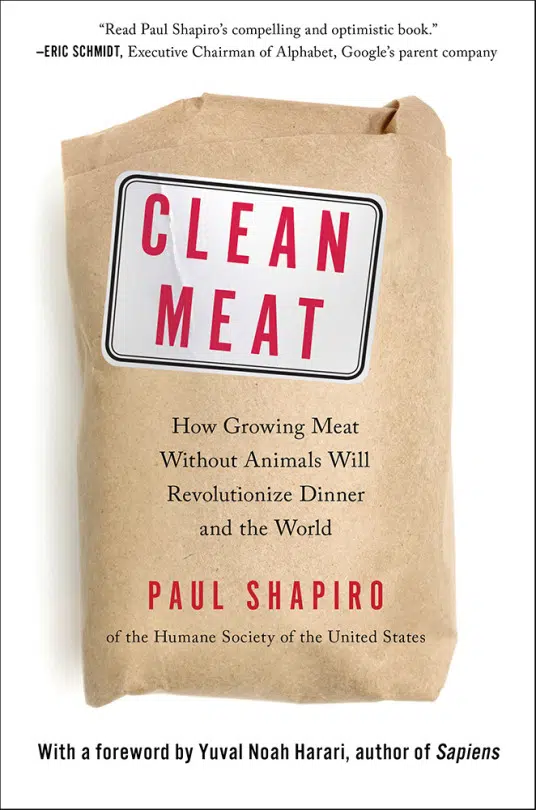 “Read Paul Shapiro’s compelling and optimistic book.”
–ERIC SCHMIDT, Executive Chairman of Alphabet, Google’s parent company
CLEAN
MEAT
How Growing Meat
Without Animals Will
Revolutionize Dinner
and the World
PAUL SHAPIRO
of the Humane Society of the United States
With a foreword by Yuval Noah Harari, author of Sapiens